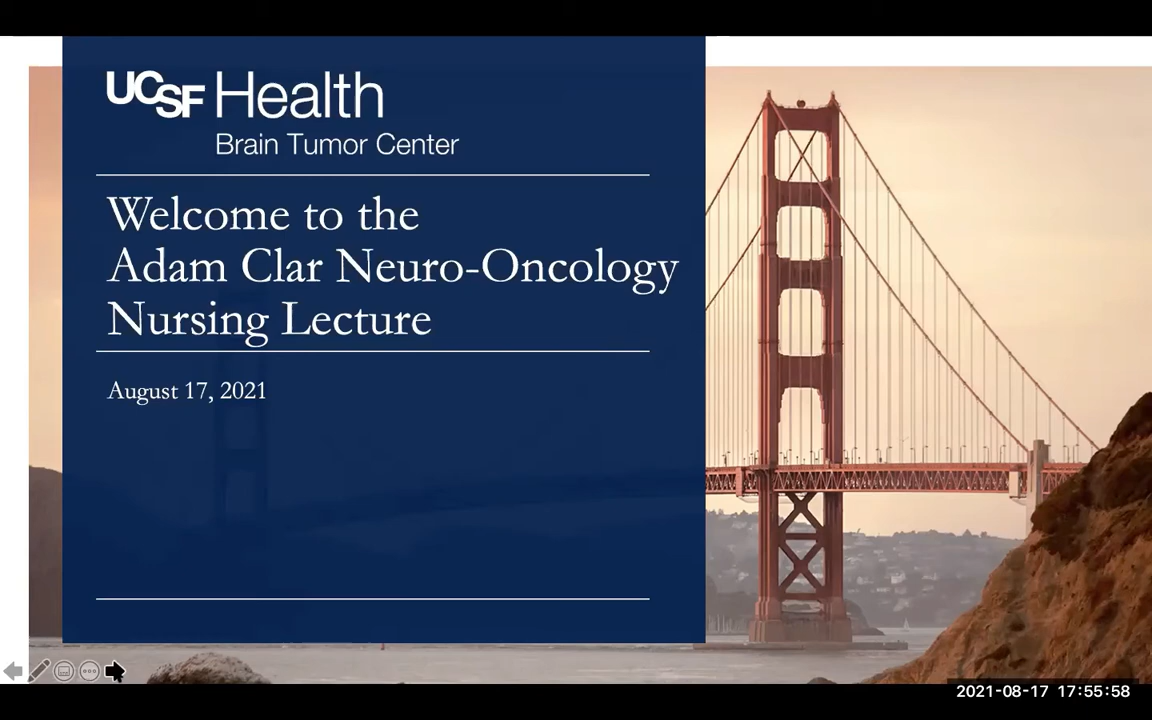 UCSF Health
Brain Tumor Center
Welcome to the
Adam Clar Neuro-Oncology
Nursing Lecture
August 17, 2021
2021-08-17 17:55:58